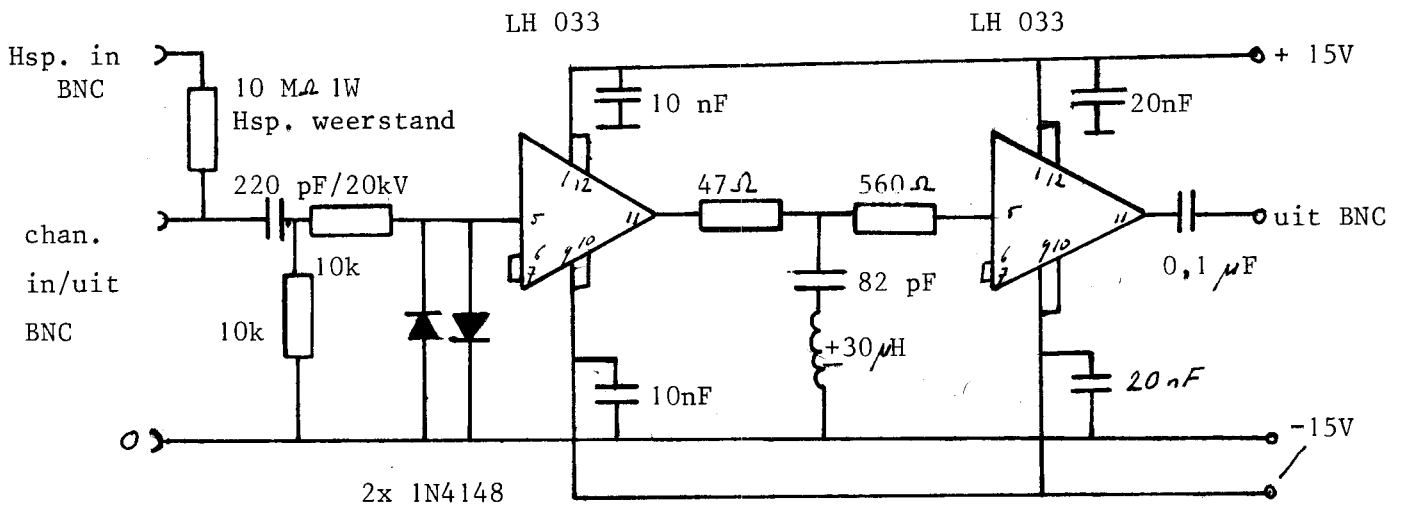 LH 033
LH 033
Hsp. in
BNC
+ 15V
10 MΩ 1W
Hsp. weerstand
10 nF
20nF
220 pF/20kV
47Ω
560Ω
1 12
1 12
5
11
5
11
uit BNC
chan.
in/uit
BNC
10k
6
7
9 10
6
7
9 10
82 pF
0,1 μF
10k
+30μH
10nF
20nF
0
-15V
2x 1N4148